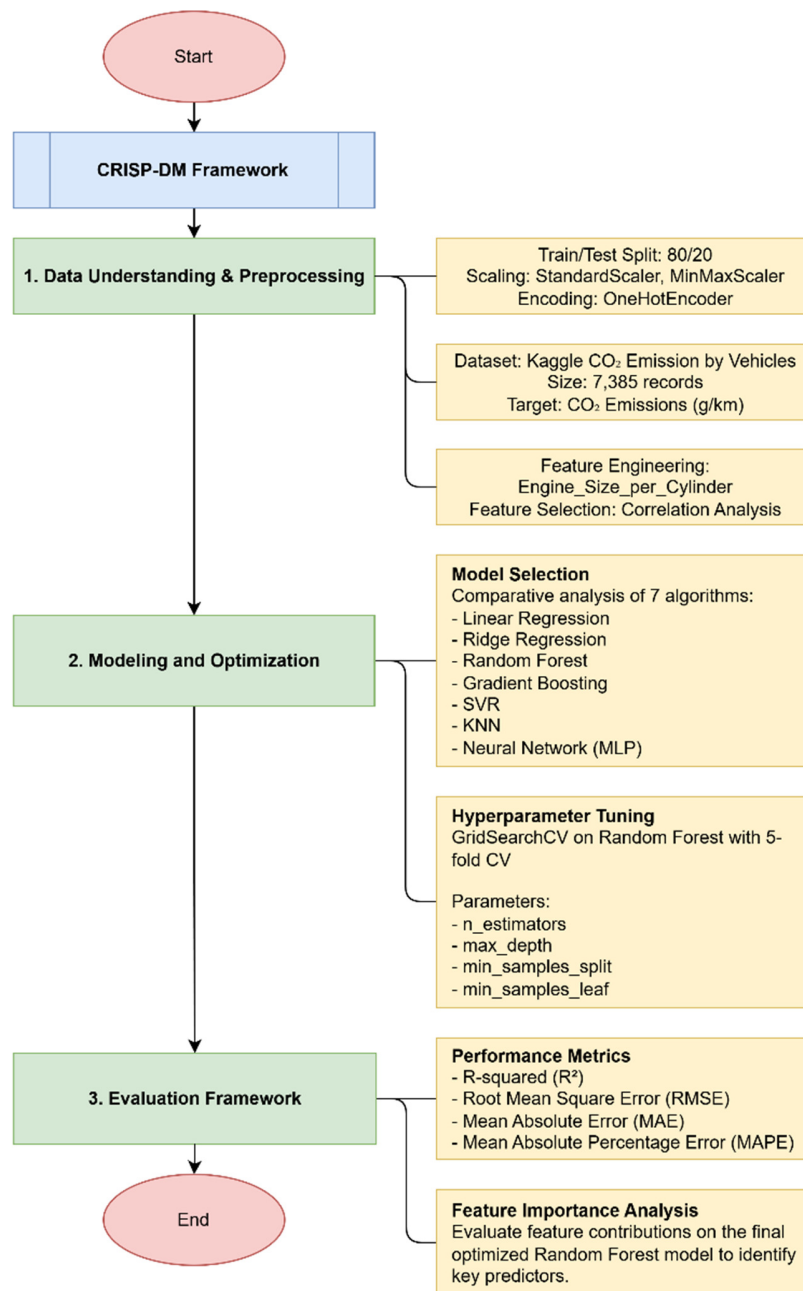 Start
CRISP-DM Framework
1. Data Understanding & Preprocessing
Train/Test Split: 80/20
Scaling: StandardScaler, MinMaxScaler
Encoding: OneHotEncoder
Dataset: Kaggle CO₂ Emission by Vehicles
Size: 7,385 records
Target: CO₂ Emissions (g/km)
Feature Engineering:
Engine_Size_per_Cylinder
Feature Selection: Correlation Analysis
2. Modeling and Optimization
Model Selection
Comparative analysis of 7 algorithms:
- Linear Regression
- Ridge Regression
- Random Forest
- Gradient Boosting
- SVR
- KNN
- Neural Network (MLP)
Hyperparameter Tuning
GridSearchCV on Random Forest with 5-
fold CV
Parameters:
- n_estimators
- max_depth
- min_samples_split
- min_samples_leaf
3. Evaluation Framework
Performance Metrics
- R-squared (R²)
- Root Mean Square Error (RMSE)
- Mean Absolute Error (MAE)
- Mean Absolute Percentage Error (MAPE)
Feature Importance Analysis
Evaluate feature contributions on the final
optimized Random Forest model to identify
key predictors.
End